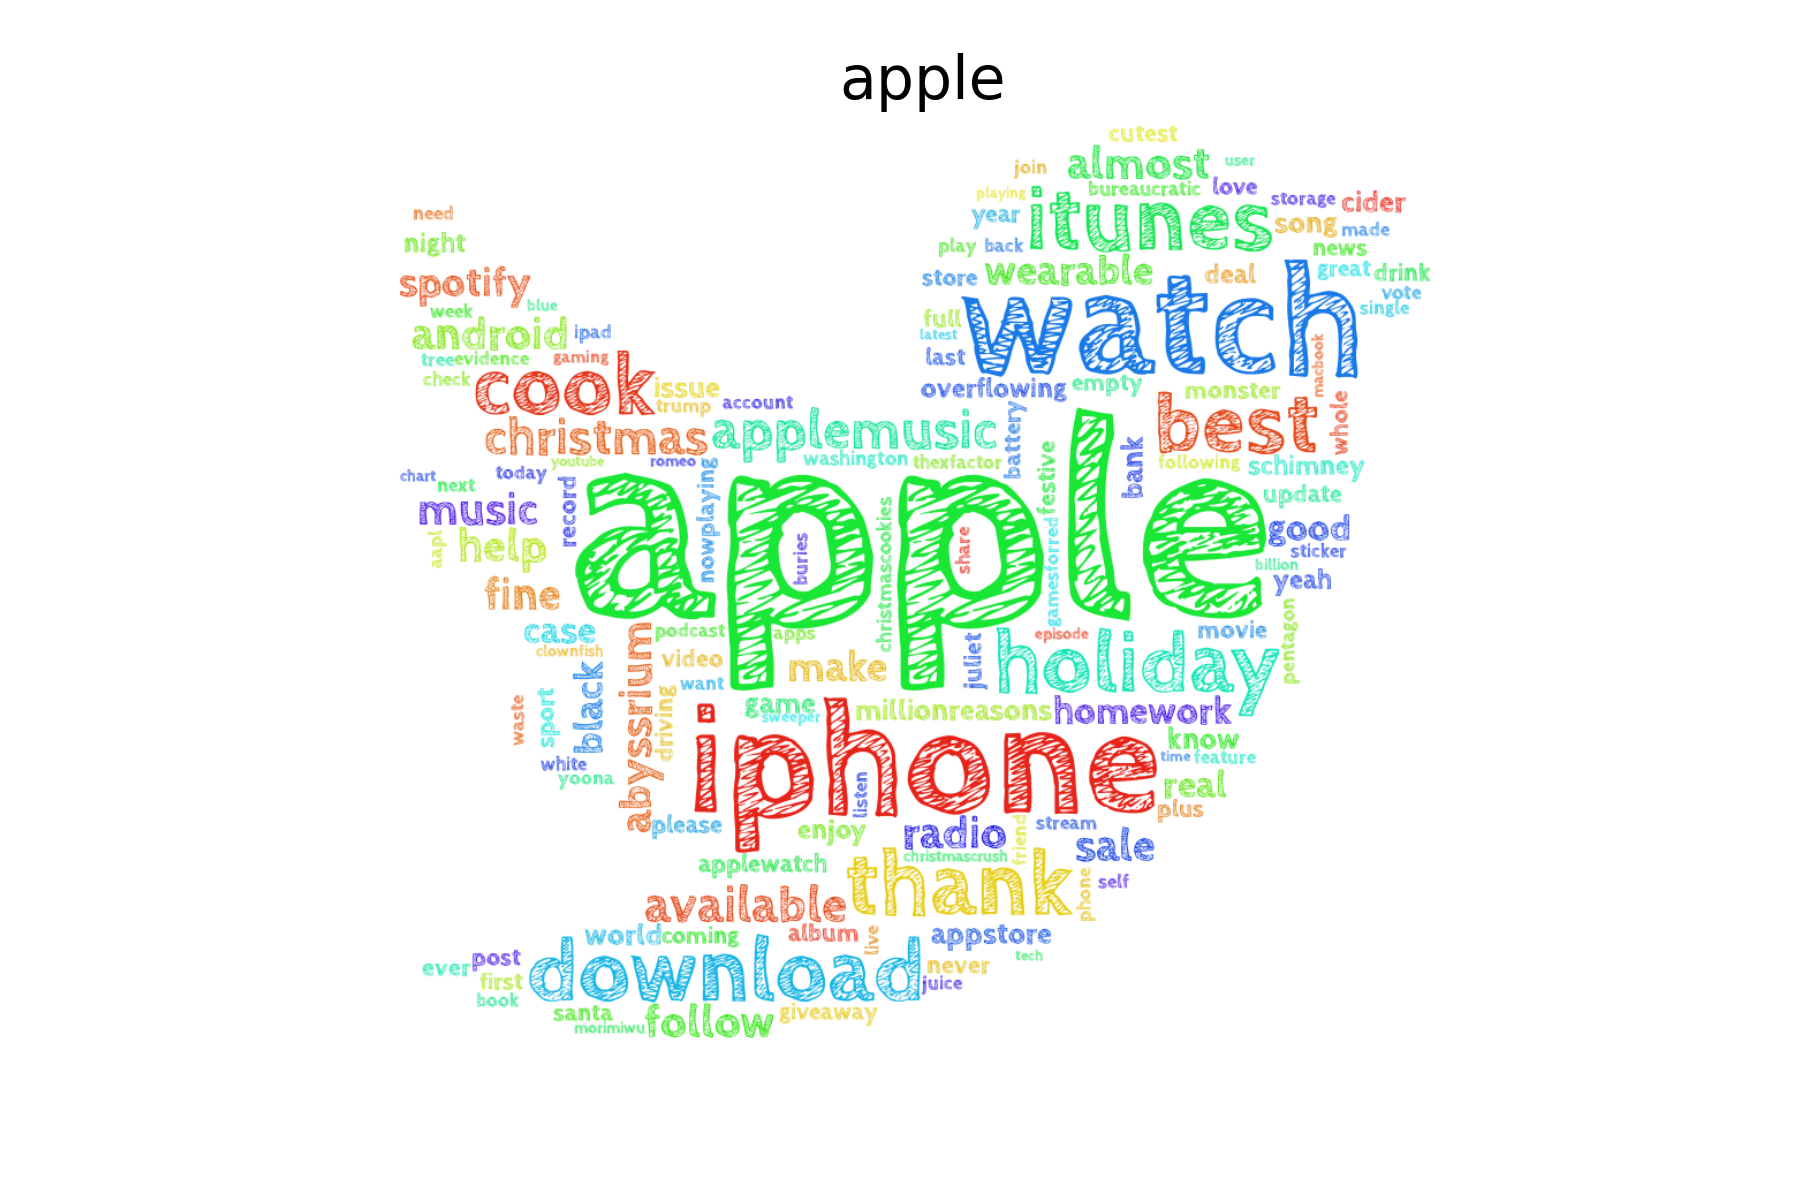 apple
cutest
join
almost
user
playing
bureaucratic
love
storage
cider
need
year
itunes
song
made
night
play
back
news
spotify
store
wearable
deal
great
drink
week
blue
watch
vote
single
android
ipad
full
latest
tree
evidence
gaming
last
macbook
check
cook
issue
overflowing
empty
monster
trump
account
best
whole
christmas
applemusic
battery
festive
bank
youtube
romeo
washington
thexfactor
following
schimney
chart
next
today
record
nowplaying
apple
update
music
christmascookies
good
aapl
help
buries
share
gamesforred
sticker
billion
yeah
fine
case
clownfish
abyssrium
podcast
apps
juliet
episode
holiday
movie
pentagon
video
make
want
black
driving
game
sweeper
millionreasons
homework
waste
sport
iphone
know
white
yoona
time
feature
listen
real
plus
please
enjoy
radio
friend
stream
sale
applewatch
christmascrush
thank
phone
self
available
world
coming
album
live
appstore
ever
post
download
never
tech
first
juice
book
santa
morimiwu
follow
giveaway